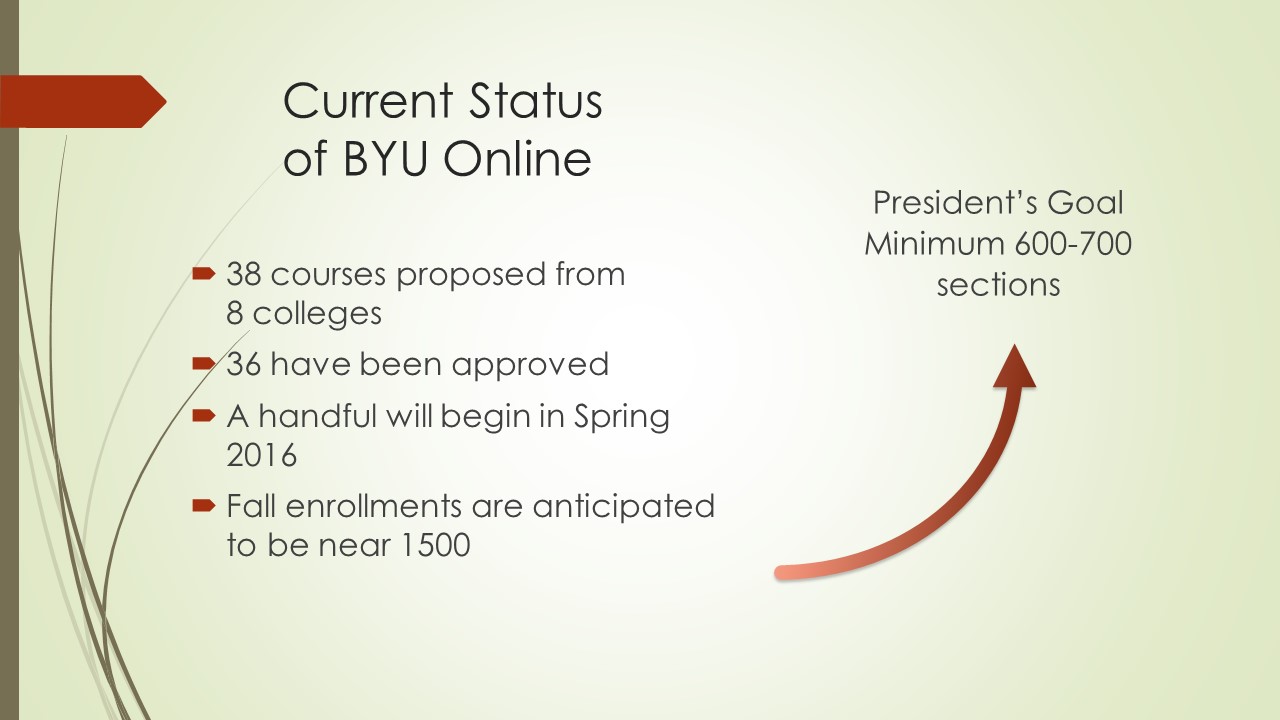 Current Status
of BYU Online
38 courses proposed from
8 colleges
36 have been approved
A handful will begin in Spring
2016
Fall enrollments are anticipated
to be near 1500
President’s Goal
Minimum 600-700
sections